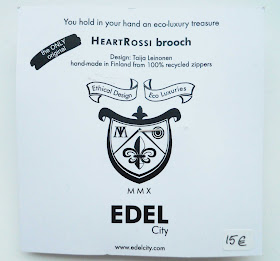 You hold in your hand an eco-luxury treasure
the ONLY
original
HEARTROSSI brooch
Design: Taija Leinonen
hand-made in Finland from 100% recycled zippers
Ethical Design
Eco Luxuries
MMX
EDEL
City
www.edelcity.com
15€